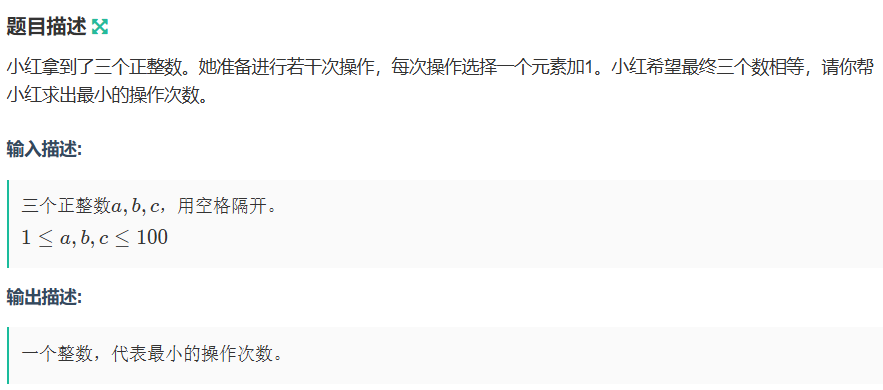 题目描述
小红拿到了三个正整数。她准备进行若干次操作，每次操作选择一个元素加1。小红希望最终三个数相等，请你帮
小红求出最小的操作次数。
输入描述:
三个正整数a, b, c，用空格隔开。
1 ≤ a, b, c ≤ 100
输出描述:
一个整数，代表最小的操作次数。